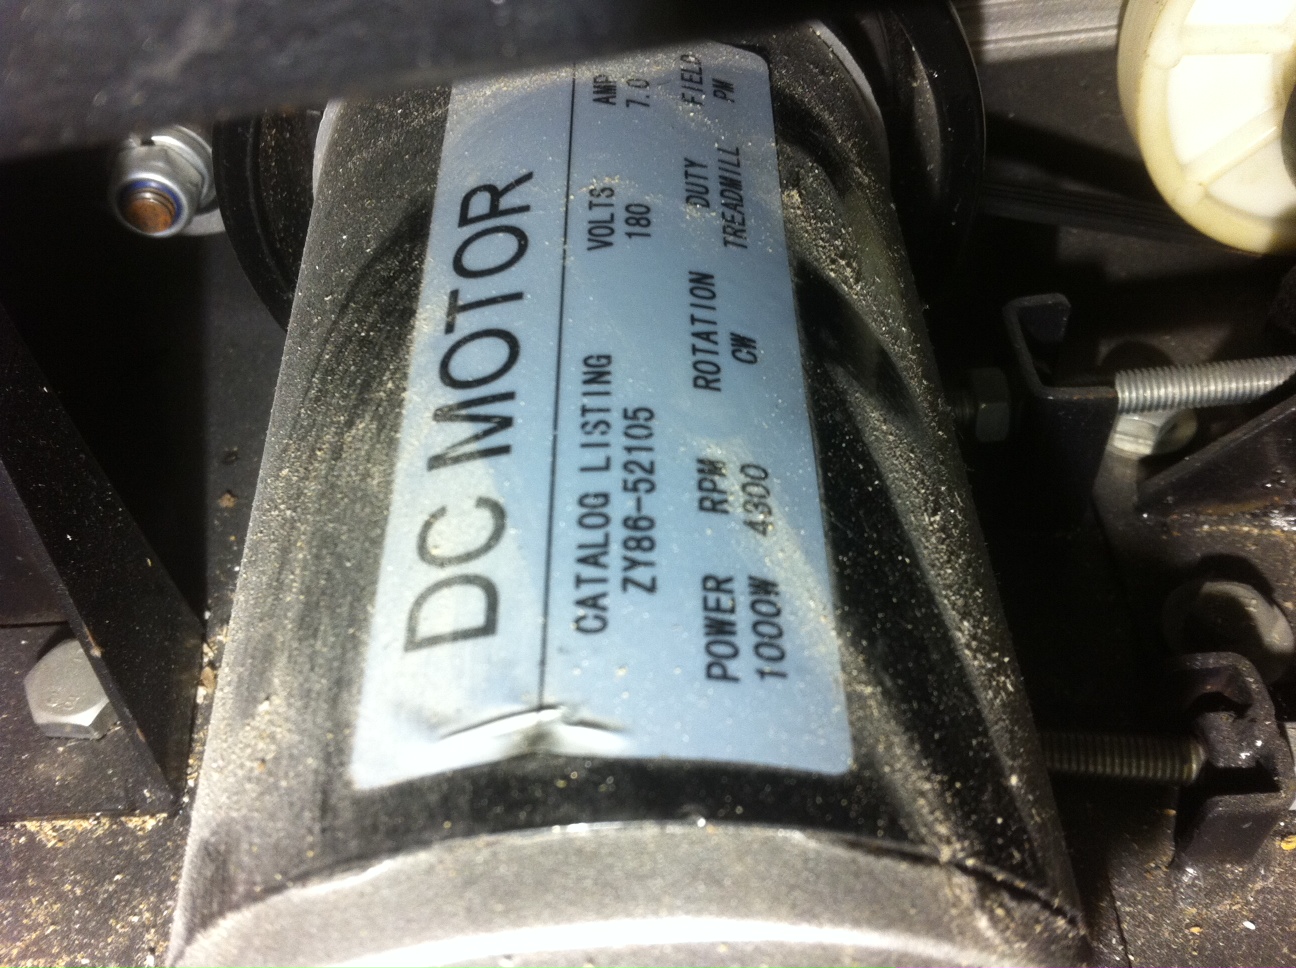 DC MOTOR
CATALOG LISTING VOLTS AMP
ZY86-52105 180 7.0
POWER RPM ROTATION DUTY FIELD
1000W 4300 CW TREADMILL PM